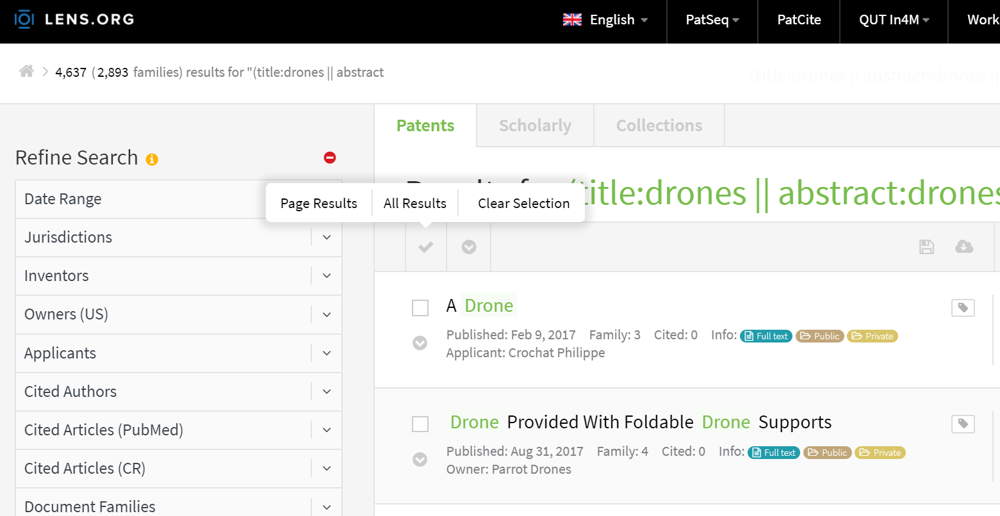 LENS.ORG
English
PatSeq
PatCite
QUT In4M
Work
4,637 (2,893 families) results for "(title:drones || abstract
(title:drones || abstract:drones ||
Patents
Scholarly
Collections
Refine Search
(title:drones || abstract:drones
Page Results
All Results
Clear Selection
Date Range
Jurisdictions
Inventors
Owners (US)
Applicants
Cited Authors
Cited Articles (PubMed)
Cited Articles (CR)
Document Families
A Drone
Published: Feb 9, 2017 Family: 3 Cited: 0 Info: Full text Public Private
Applicant: Crochat Philippe
Drone Provided With Foldable Drone Supports
Published: Aug 31, 2017 Family: 4 Cited: 0 Info: Full text Public Private
Owner: Parrot Drones